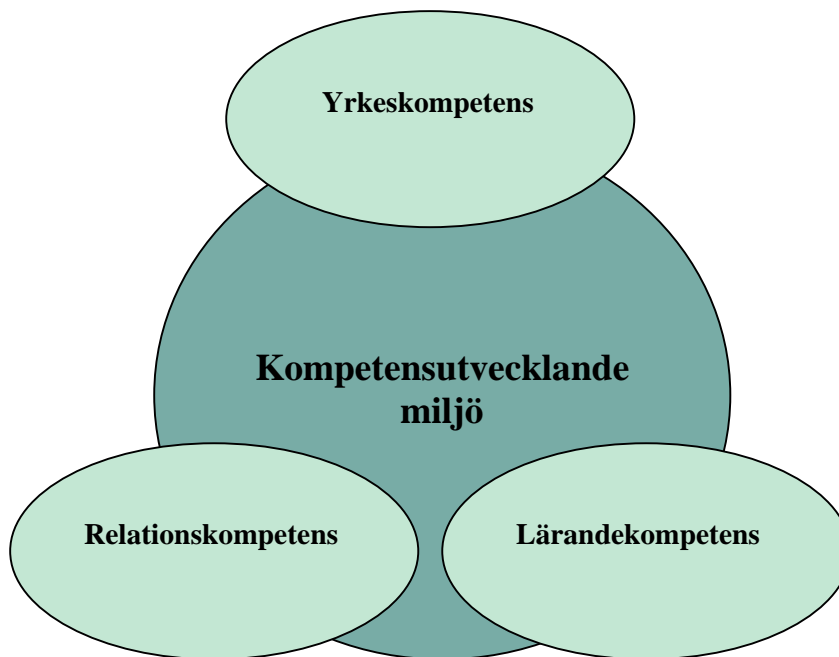 Yrkeskompetens
Kompetensutvecklande
miljö
Relationskompetens
Lärandekompetens